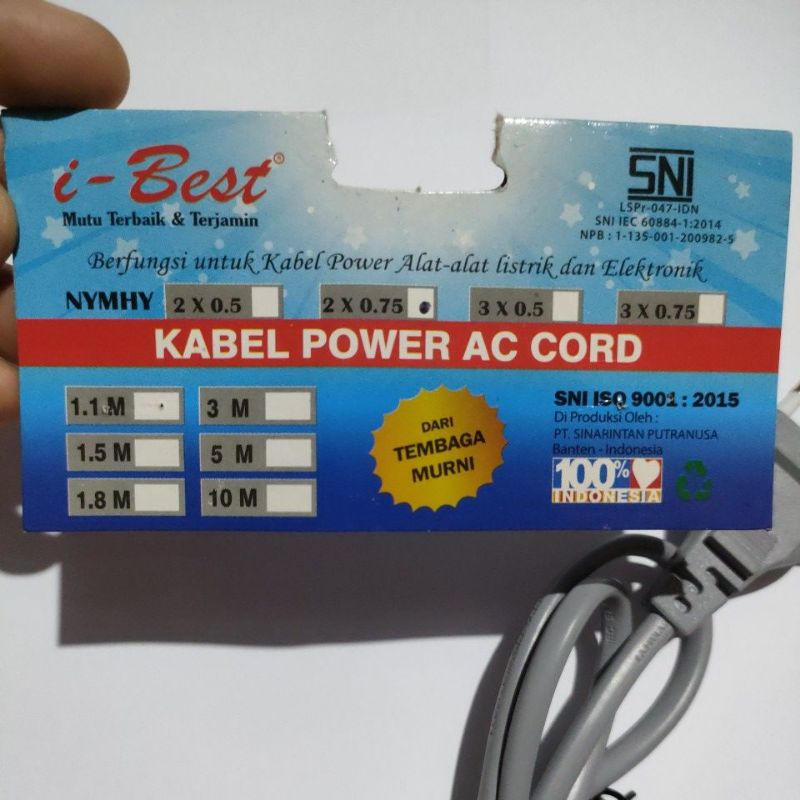 i-Best®
Mutu Terbaik & Terjamin
SNI
LSPr-047-IDN
SNI IEC 60884-1:2014
NPB : 1-135-001-200982-5
Berfungsi untuk Kabel Power Alat-alat listrik dan Elektronik
NYMHY 2 X 0.5 2 X 0.75 3 X 0.5 3 X 0.75
KABEL POWER AC CORD
1.1 M 3 M
1.5 M 5 M
1.8 M 10 M
DARI
TEMBAGA
MURNI
SNI ISO 9001 : 2015
Di Produksi Oleh :
PT. SINARINTAN PUTRANUSA
Banten - Indonesia
100%
INDONESIA